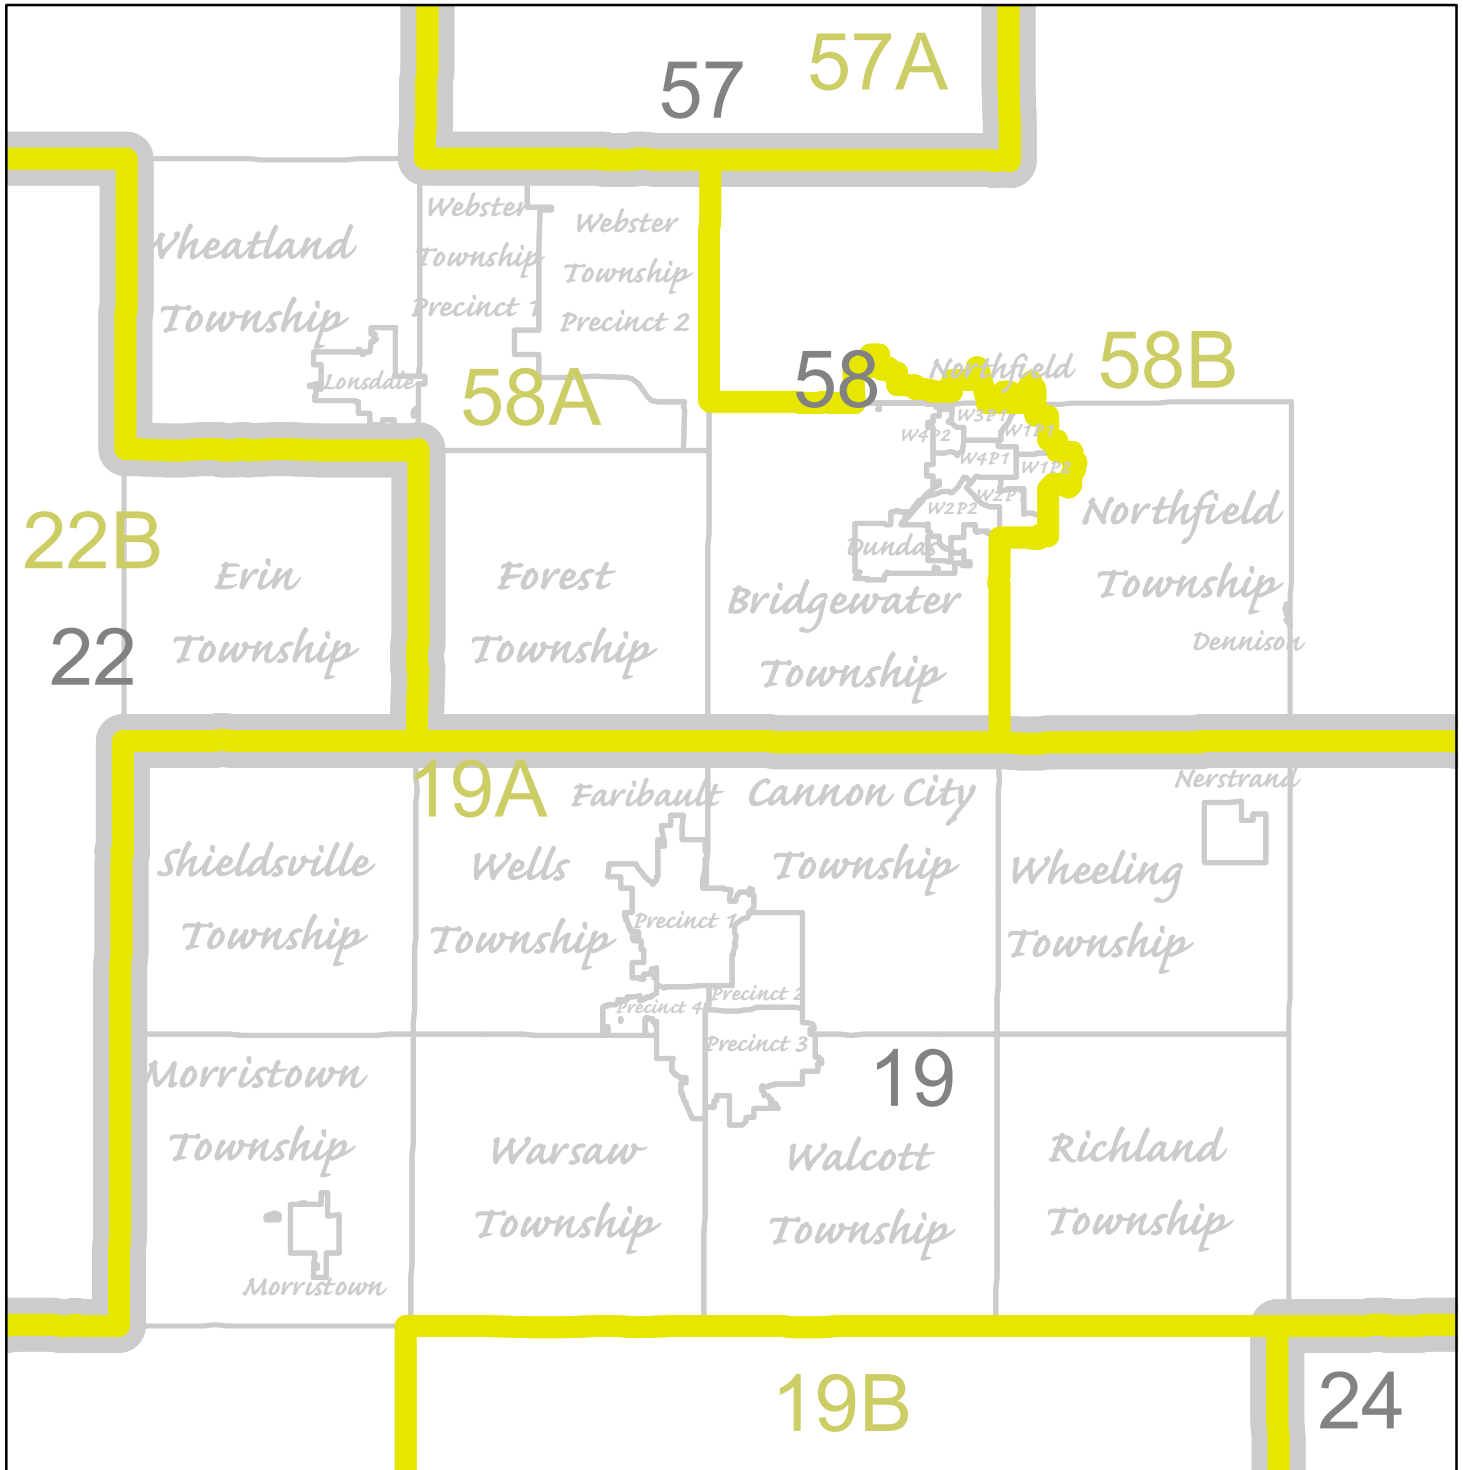 57A
57
Webster
Township
Precinct 1
Webster
Township
Precinct 2
Wheatland
Township
Lonsdale
58A
58
Northfield
58B
W3P1
W1P1
W4P2
W4P1
W1P2
W2P1
W2P2
Dundas
Northfield
Township
Dennison
22B
22
Erin
Township
Forest
Township
Bridgewater
Township
19A
Faribault
Cannon City
Township
Nerstrand
Shieldsville
Township
Wells
Township
Wheeling
Township
Precinct 1
Precinct 2
Precinct 4
Precinct 3
19
Morristown
Township
Morristown
Warsaw
Township
Walcott
Township
Richland
Township
19B
24